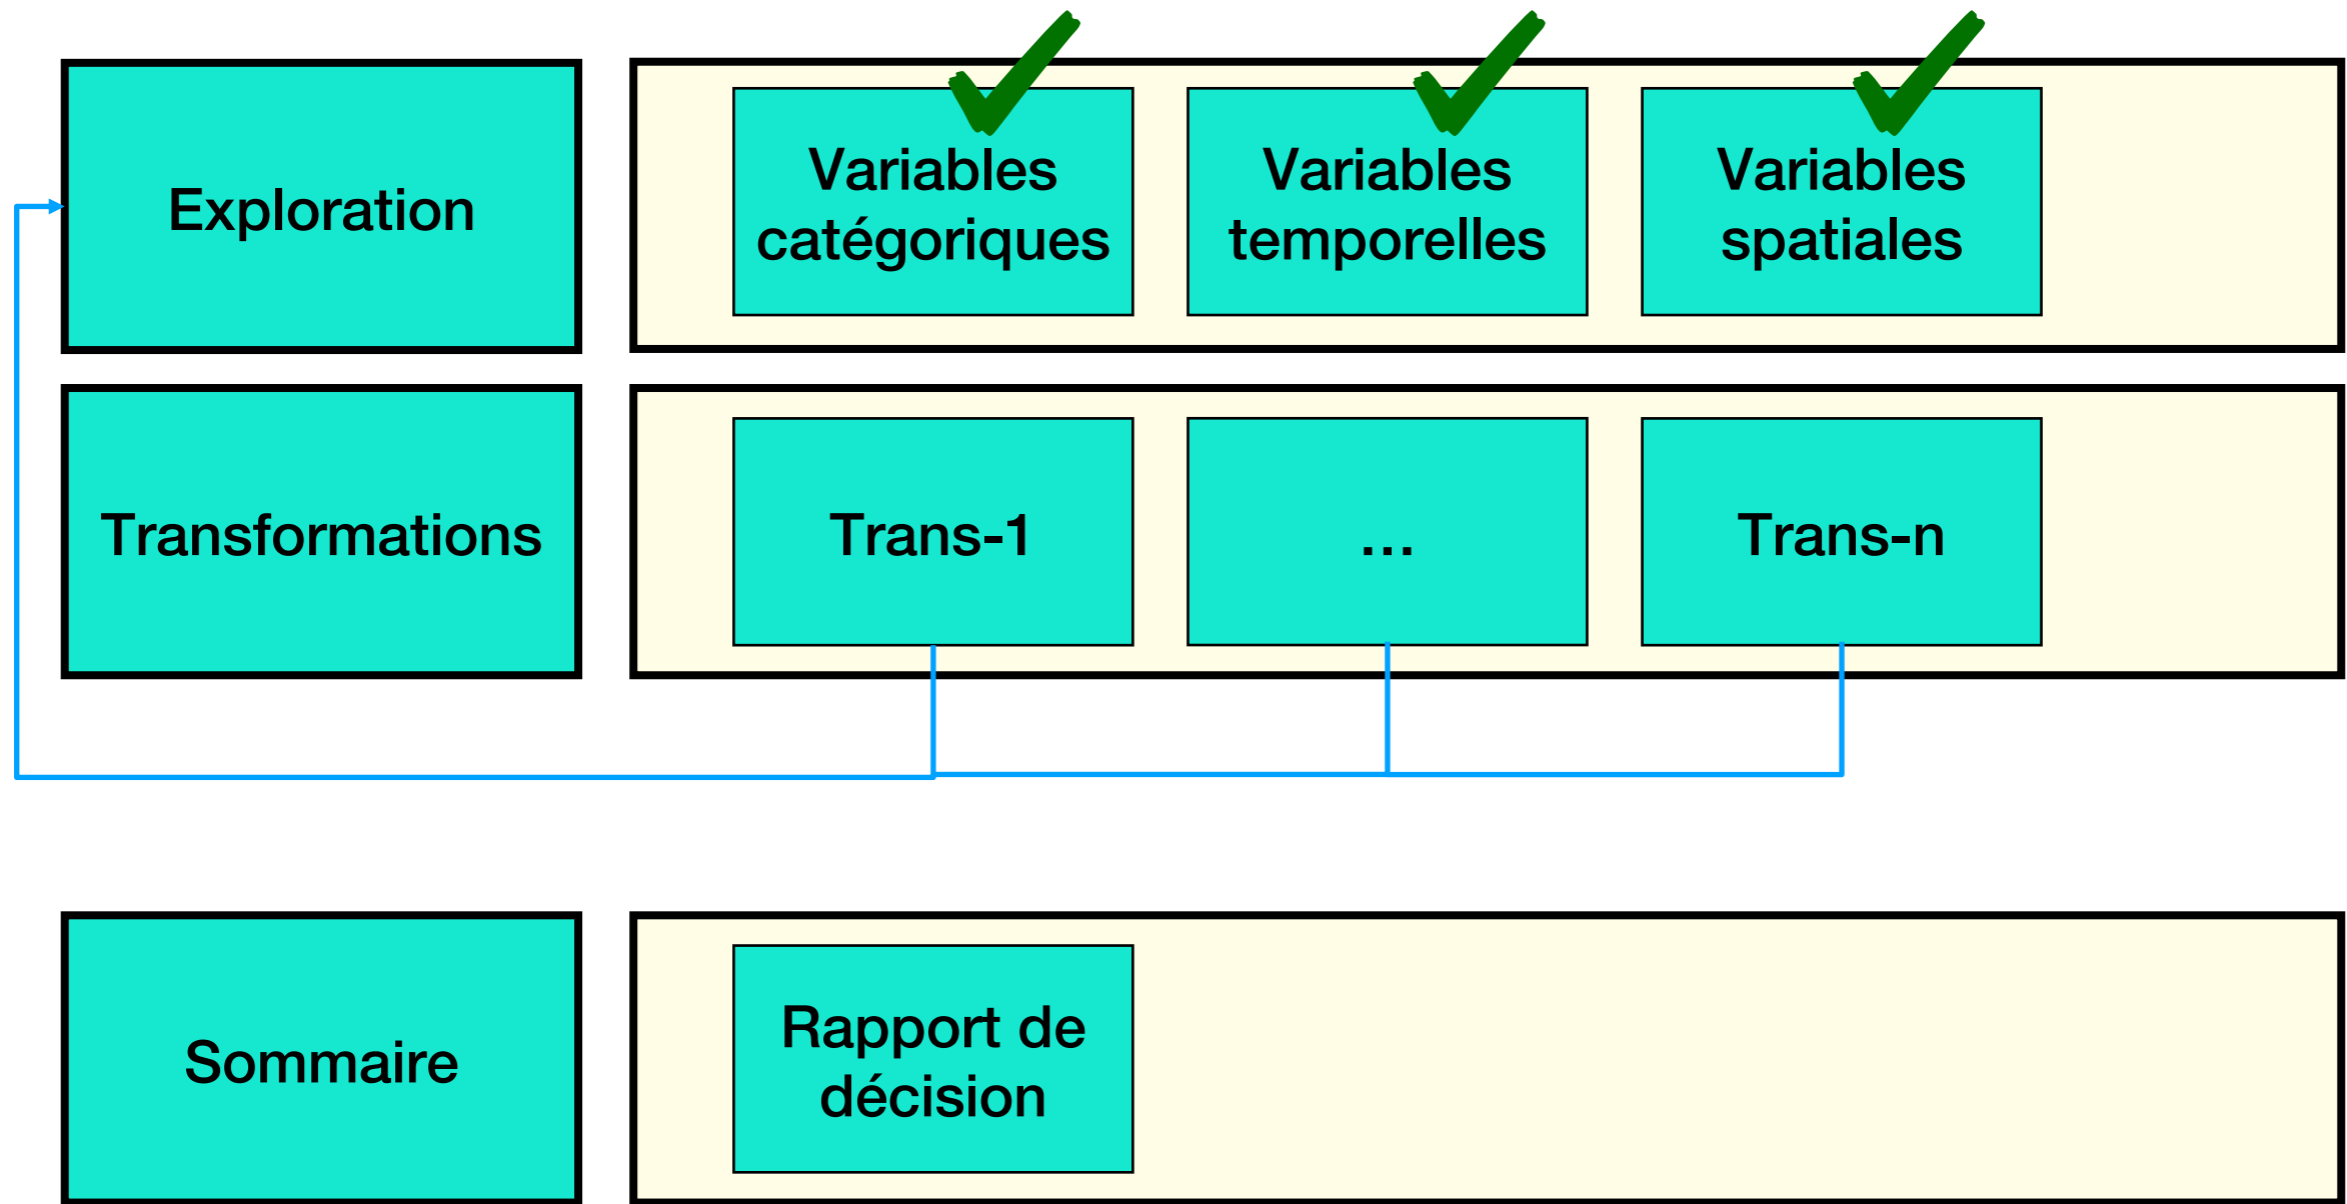 Exploration
Variables
catégoriques
Variables
temporelles
Variables
spatiales
Transformations
Trans-1
...
Trans-n
Sommaire
Rapport de
décision